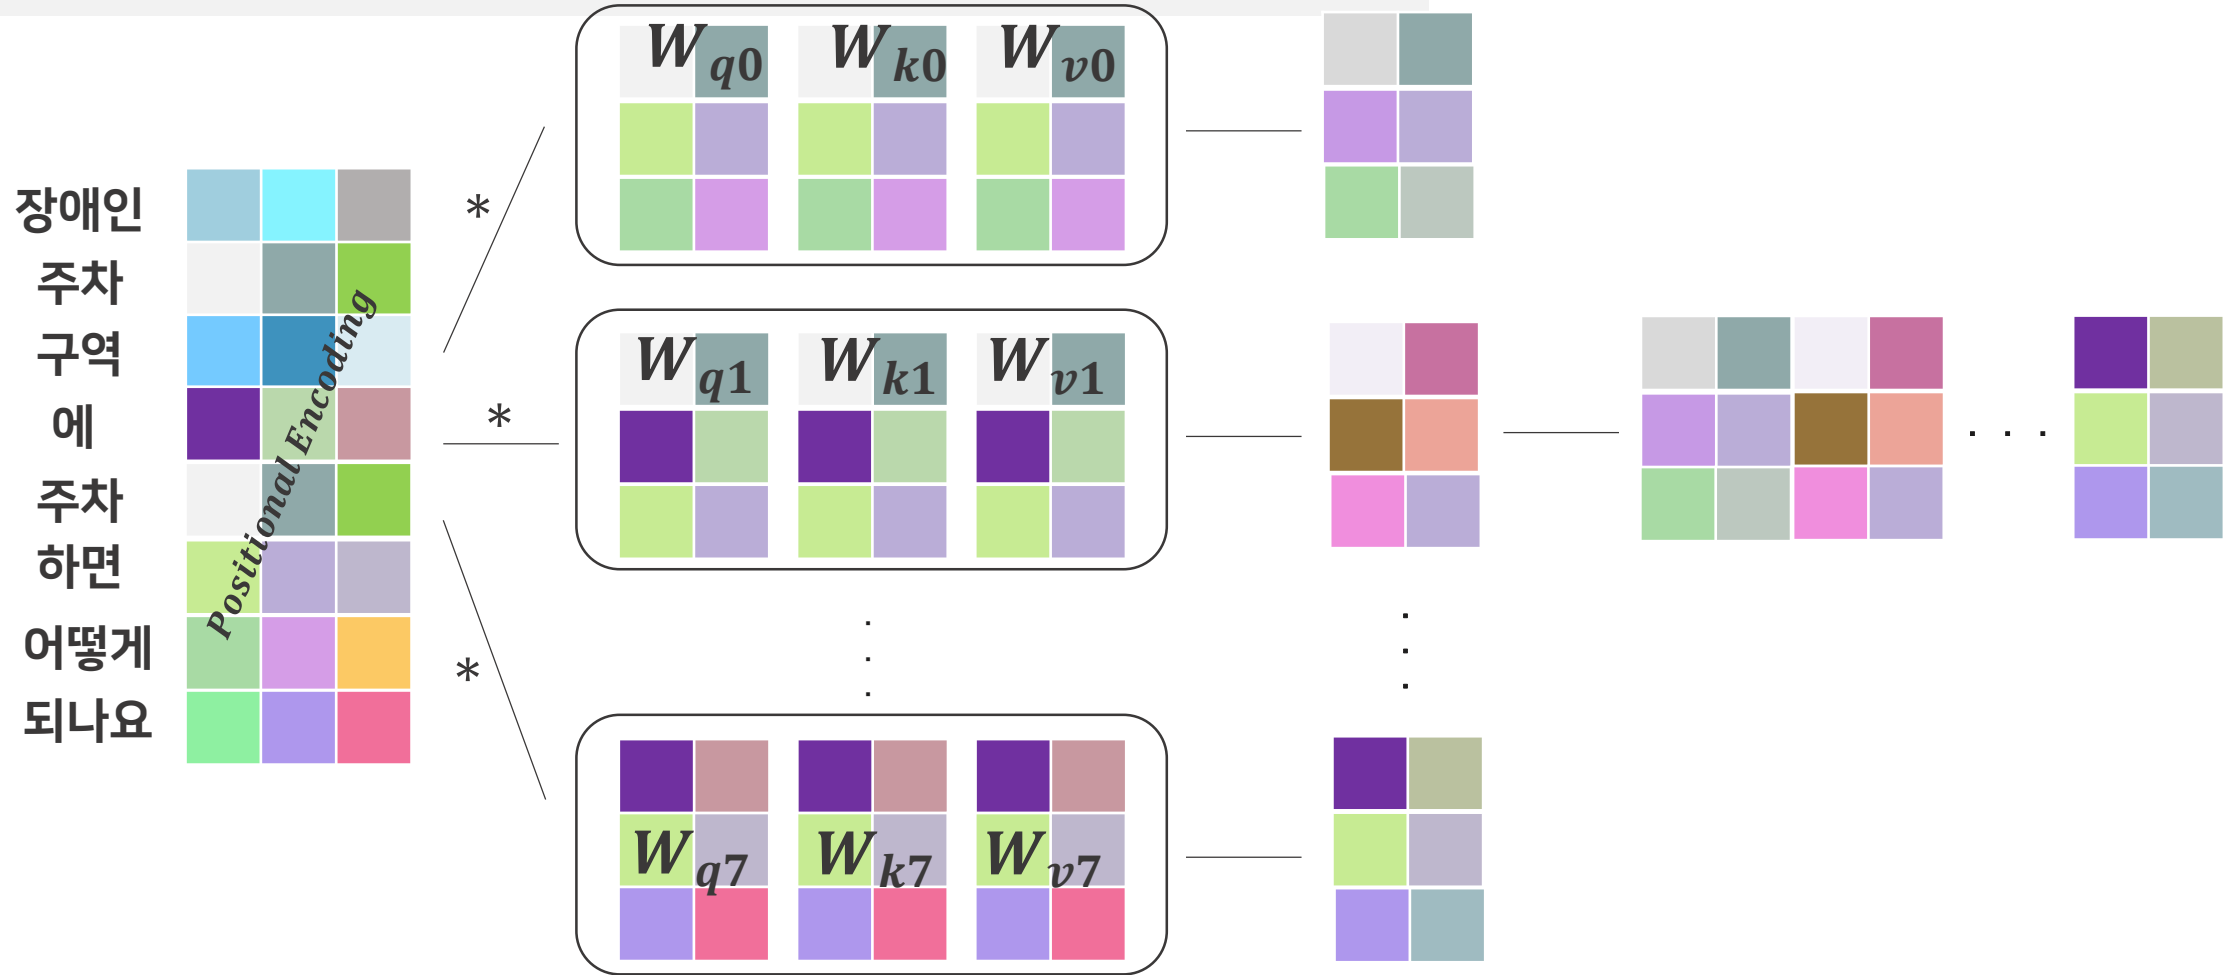 장애인
주차
구역
에
주차
하면
어떻게
되나요
Positional Encoding
*
*
*
W q0 W k0 W v0
W q1 W k1 W v1
W q7 W k7 W v7